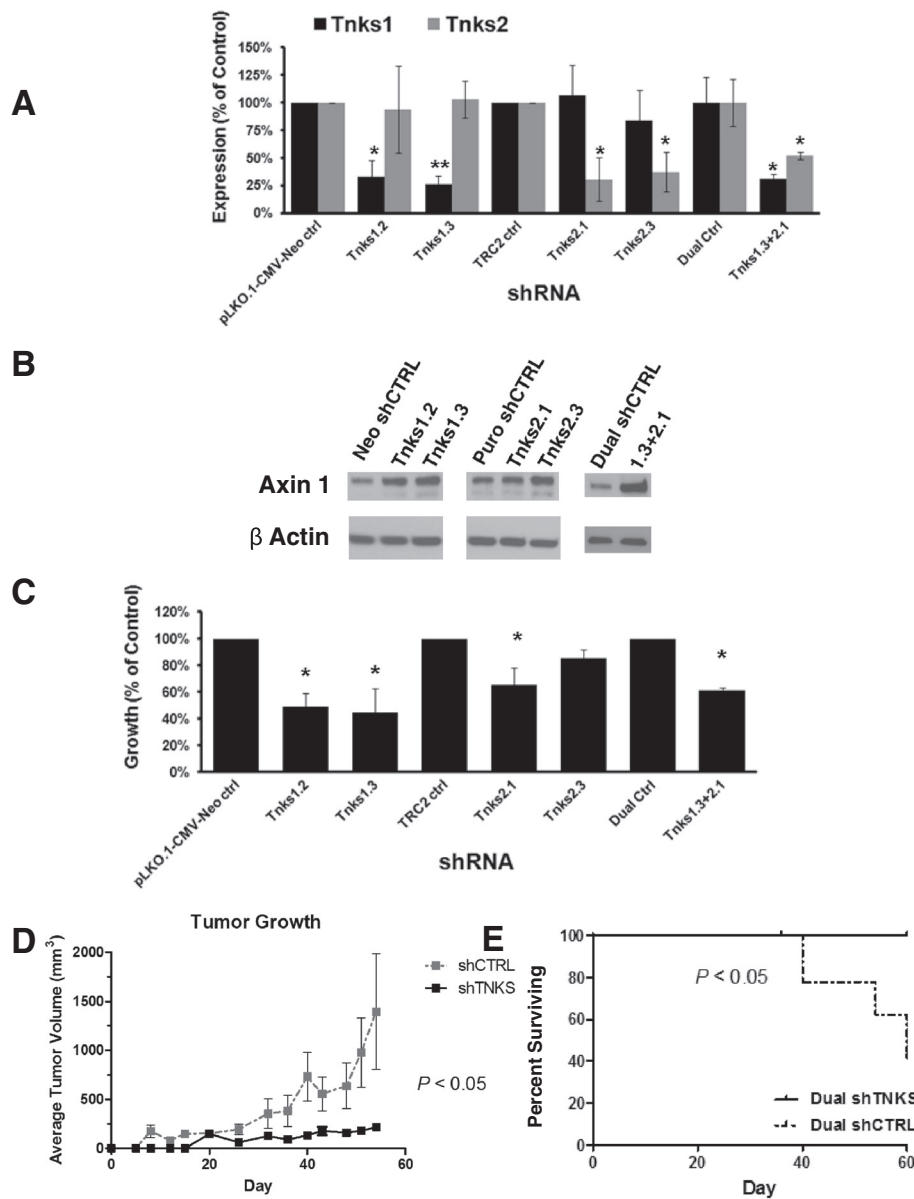 A
Tnks1 Tnks2
Expression (% of Control)
150%
125%
100%
75%
50%
25%
0%
* ** * * * *
pLKO.1-CMV-Neo ctrl
Tnks1.2
Tnks1.3
TRC2 ctrl
Tnks2.1
Tnks2.3
Dual Ctrl
Tnks1.3+2.1
shRNA
B
Neo shCTRL
Tnks1.2
Tnks1.3
Puro shCTRL
Tnks2.1
Tnks2.3
Dual shCTRL
1.3+2.1
Axin 1
β Actin
C
Growth (% of Control)
120%
100%
80%
60%
40%
20%
0%
* * * *
pLKO.1-CMV-Neo ctrl
Tnks1.2
Tnks1.3
TRC2 ctrl
Tnks2.1
Tnks2.3
Dual Ctrl
Tnks1.3+2.1
shRNA
D
Tumor Growth
Average Tumor Volume (mm³)
2000
1500
1000
500
0
0 20 40 60
Day
shCTRL
shTNKS
P < 0.05
E
Percent Surviving
100
80
60
40
20
0
P < 0.05
Dual shTNKS
Dual shCTRL
0 20 40 60
Day